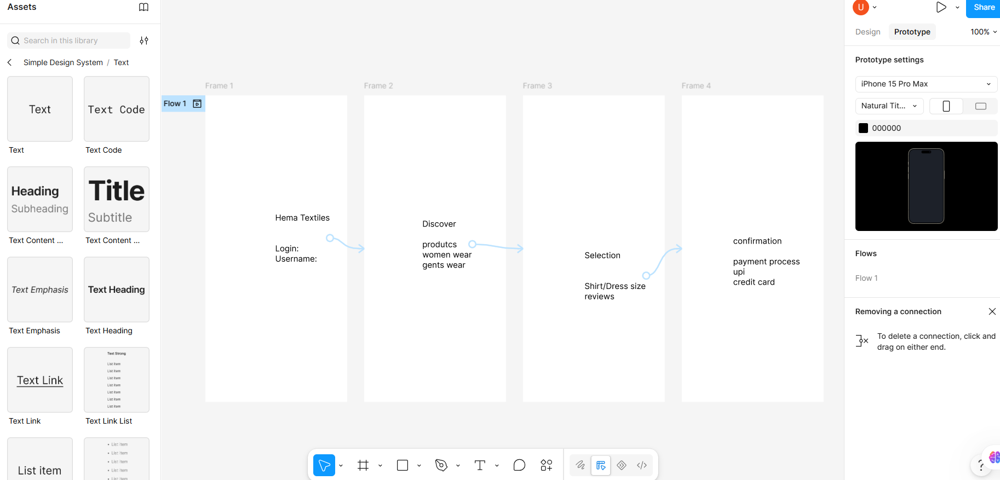 Assets
Search in this library
Simple Design System / Text
Text
Text Code
Text
Text Code
Heading
Subheading
Title
Subtitle
Text Content ...
Text Content ...
Text Emphasis
Text Heading
Text Emphasis
Text Heading
Text Link
Text Strong
List item
List item
List item
List item
List item
List item
List item
Text Link
Text Link List
List item
List item
List item
List item
List item
List item
Frame 1
Frame 2
Frame 3
Frame 4
Flow 1
Hema Textiles
Login:
Username:
Discover
produtcs
women wear
gents wear
Selection
Shirt/Dress size
reviews
confirmation
payment process
upi
credit card
U
Share
Design
Prototype
100%
Prototype settings
iPhone 15 Pro Max
Natural Tit...
000000
Flows
Flow 1
Removing a connection
To delete a connection, click and
drag on either end.
?